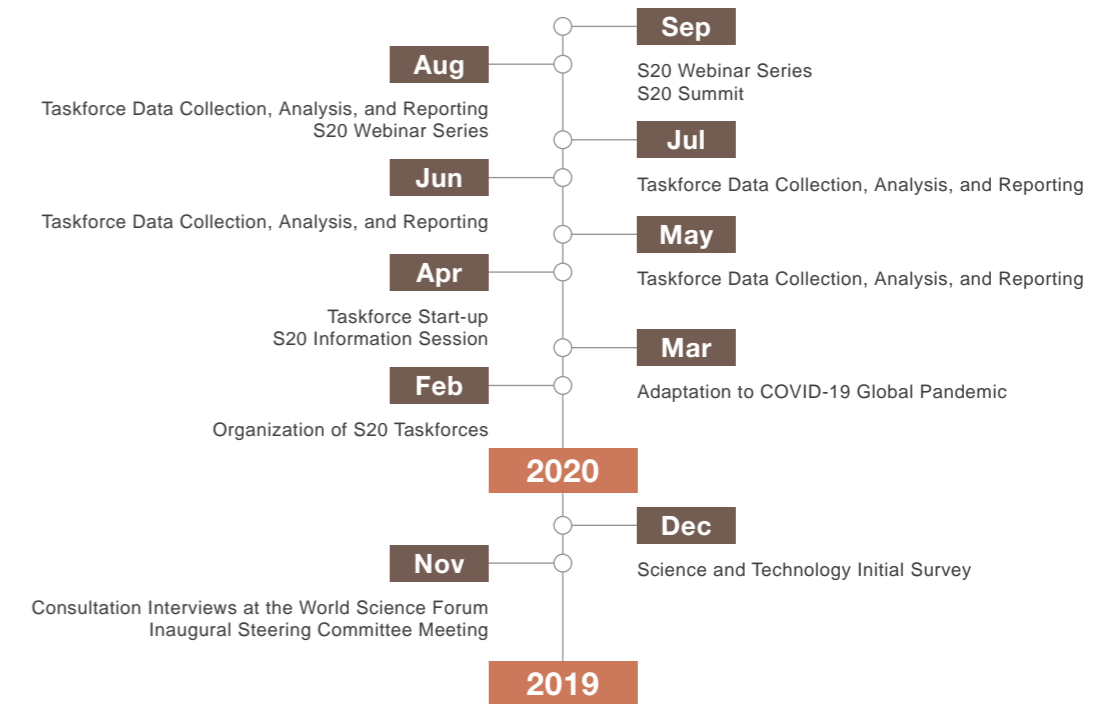 Sep
S20 Webinar Series
S20 Summit
Aug
Taskforce Data Collection, Analysis, and Reporting
S20 Webinar Series
Jul
Taskforce Data Collection, Analysis, and Reporting
Jun
Taskforce Data Collection, Analysis, and Reporting
May
Taskforce Data Collection, Analysis, and Reporting
Apr
Taskforce Start-up
S20 Information Session
Mar
Adaptation to COVID-19 Global Pandemic
Feb
Organization of S20 Taskforces
2020
Dec
Science and Technology Initial Survey
Nov
Consultation Interviews at the World Science Forum
Inaugural Steering Committee Meeting
2019